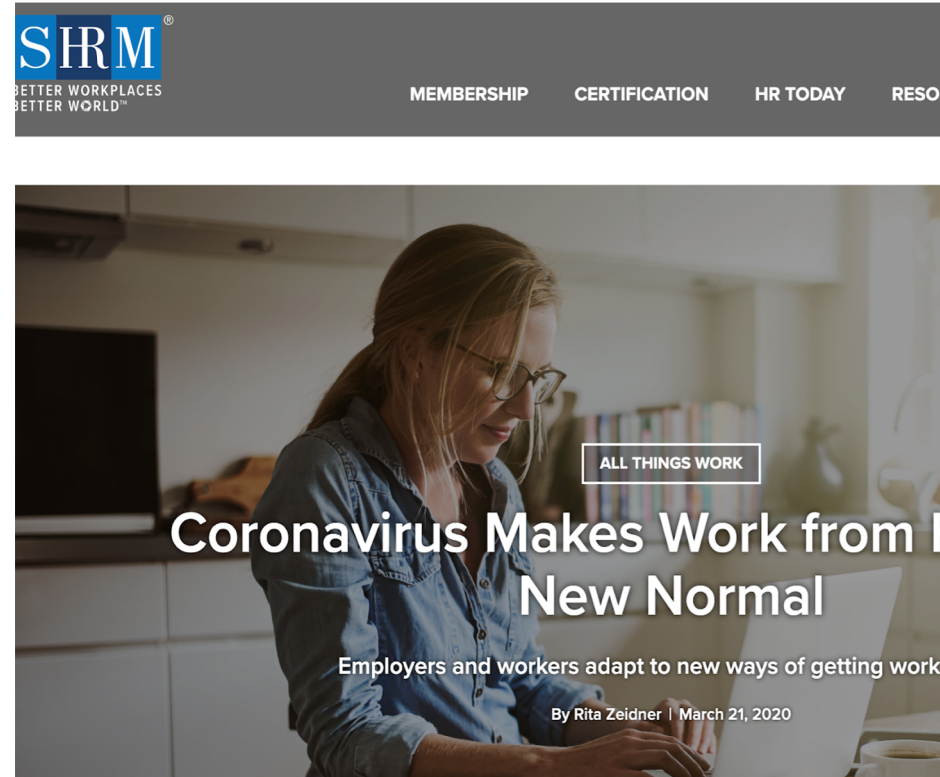 SHRM®
BETTER WORKPLACES
BETTER WORLD™
MEMBERSHIP CERTIFICATION HR TODAY RESO
ALL THINGS WORK
Coronavirus Makes Work from
New Normal
Employers and workers adapt to new ways of getting work
By Rita Zeidner | March 21, 2020